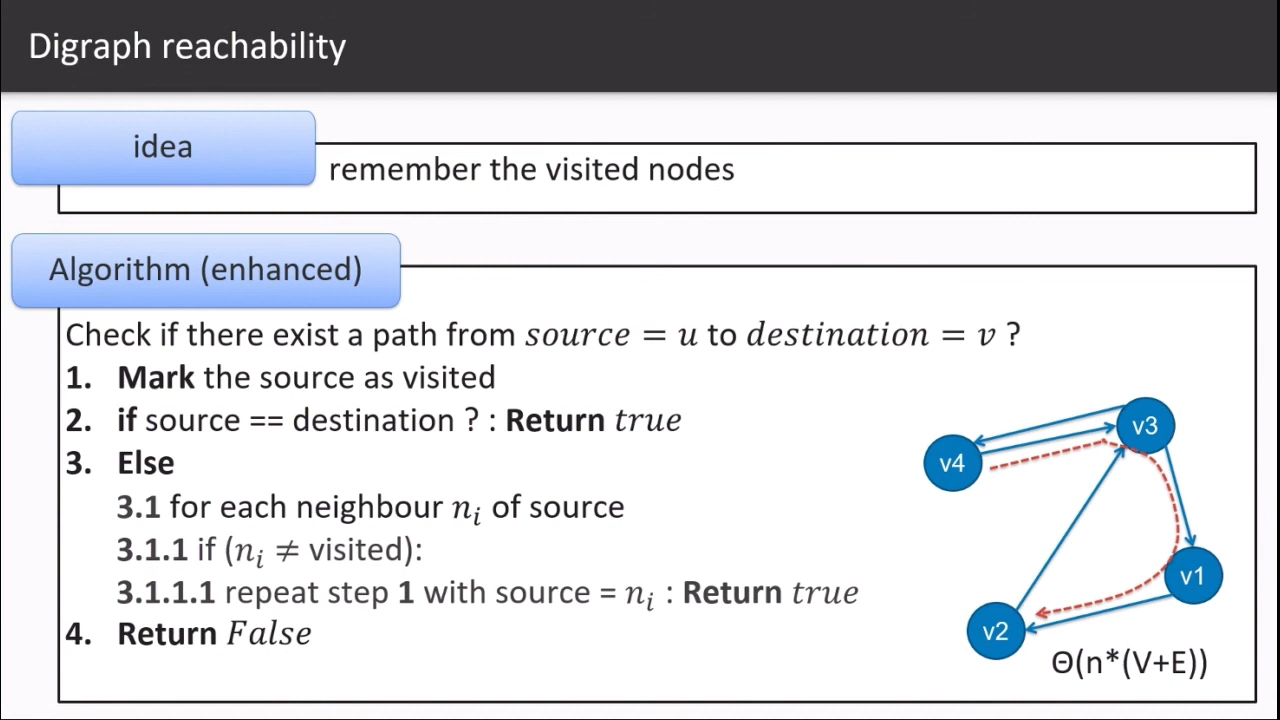 Digraph reachability
idea
remember the visited nodes
Algorithm (enhanced)
Check if there exist a path from source = u to destination = v ?
1. Mark the source as visited
2. if source == destination ? : Return true
3. Else
3.1 for each neighbour nᵢ of source
3.1.1 if (nᵢ ≠ visited):
3.1.1.1 repeat step 1 with source = nᵢ : Return true
4. Return False
v3
v4
v1
v2
Θ(n*(V+E))